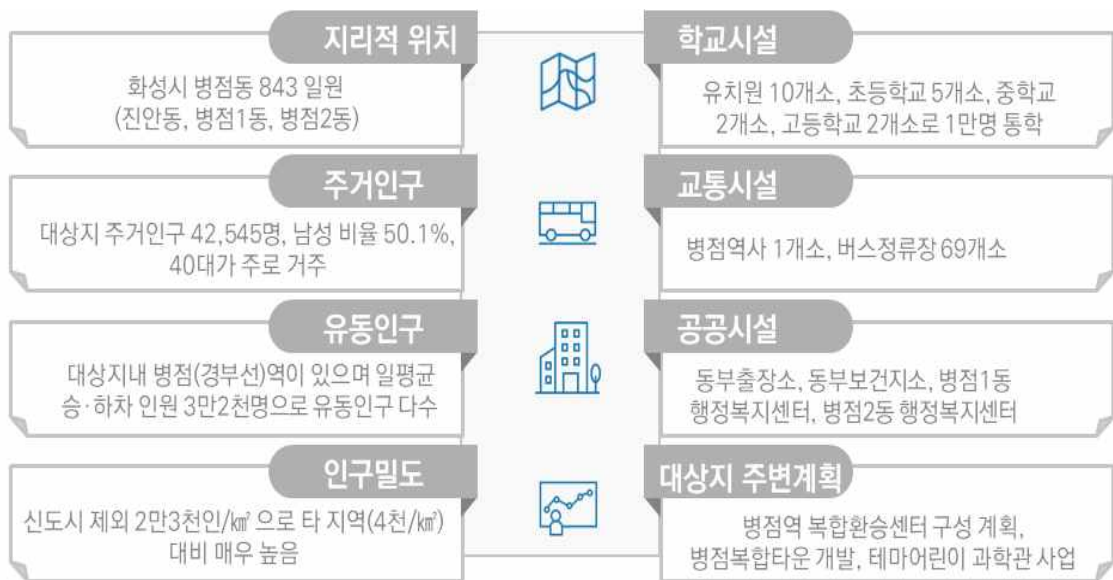 지리적 위치
화성시 병점동 843 일원
(진안동, 병점1동, 병점2동)
학교시설
유치원 10개소, 초등학교 5개소, 중학교
2개소, 고등학교 2개소로 1만명 통학
주거인구
대상지 주거인구 42,545명, 남성 비율 50.1%,
40대가 주로 거주
교통시설
병점역사 1개소, 버스정류장 69개소
유동인구
대상지내 병점(경부선)역이 있으며 일평균
승·하차 인원 3만2천명으로 유동인구 다수
공공시설
동부출장소, 동부보건지소, 병점1동
행정복지센터, 병점2동 행정복지센터
인구밀도
신도시 제외 2만3천인/㎢ 으로 타 지역(4천/㎢)
대비 매우 높음
대상지 주변계획
병점역 복합환승센터 구성 계획,
병점복합타운 개발, 테마어린이 과학관 사업